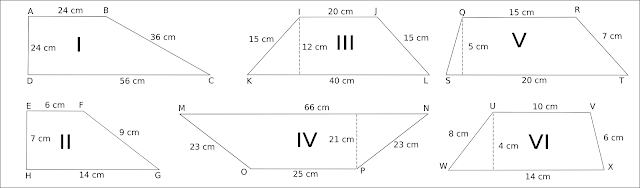 24 cm 20 cm 15 cm
A B I J Q R
24 cm I 36 cm 15 cm 12 cm III 15 cm 5 cm V 7 cm
D C K L S T
56 cm 40 cm 20 cm
6 cm 66 cm 10 cm
E F M N U V
7 cm II 9 cm 23 cm IV 21 cm 23 cm 8 cm 4 cm VI 6 cm
H G O P W X
14 cm 25 cm 14 cm